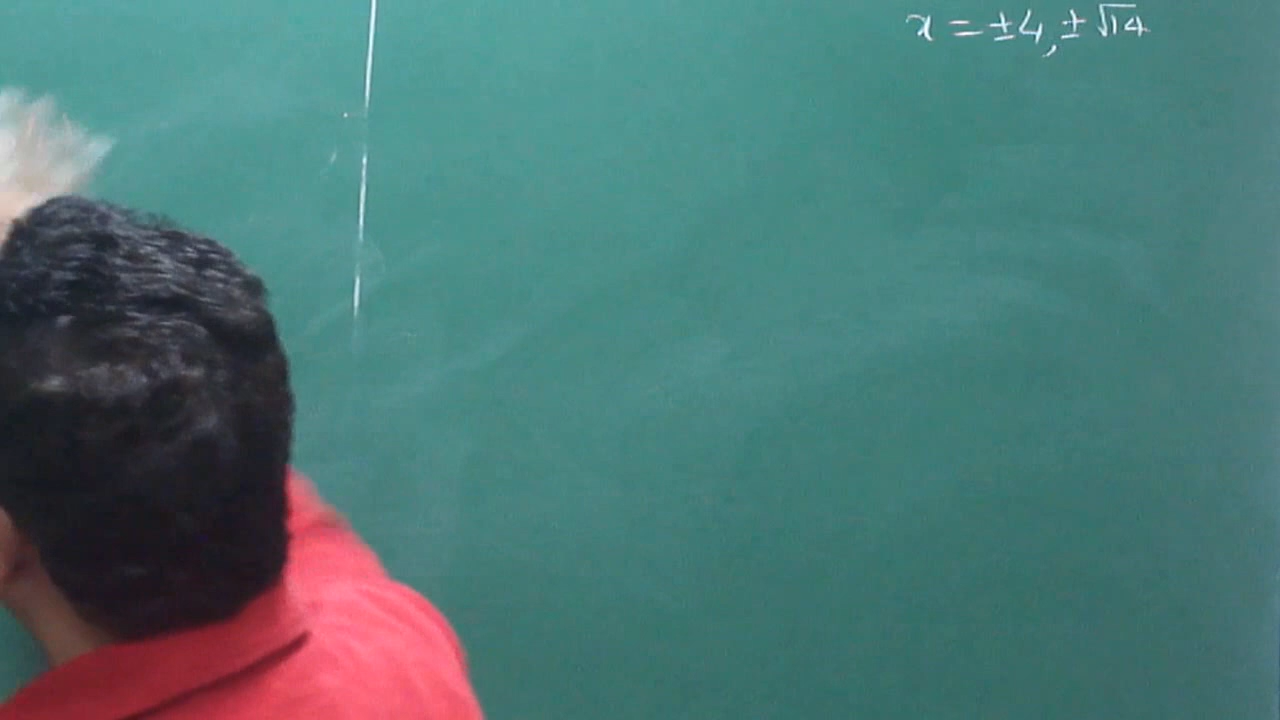 x = ±4, ±√14